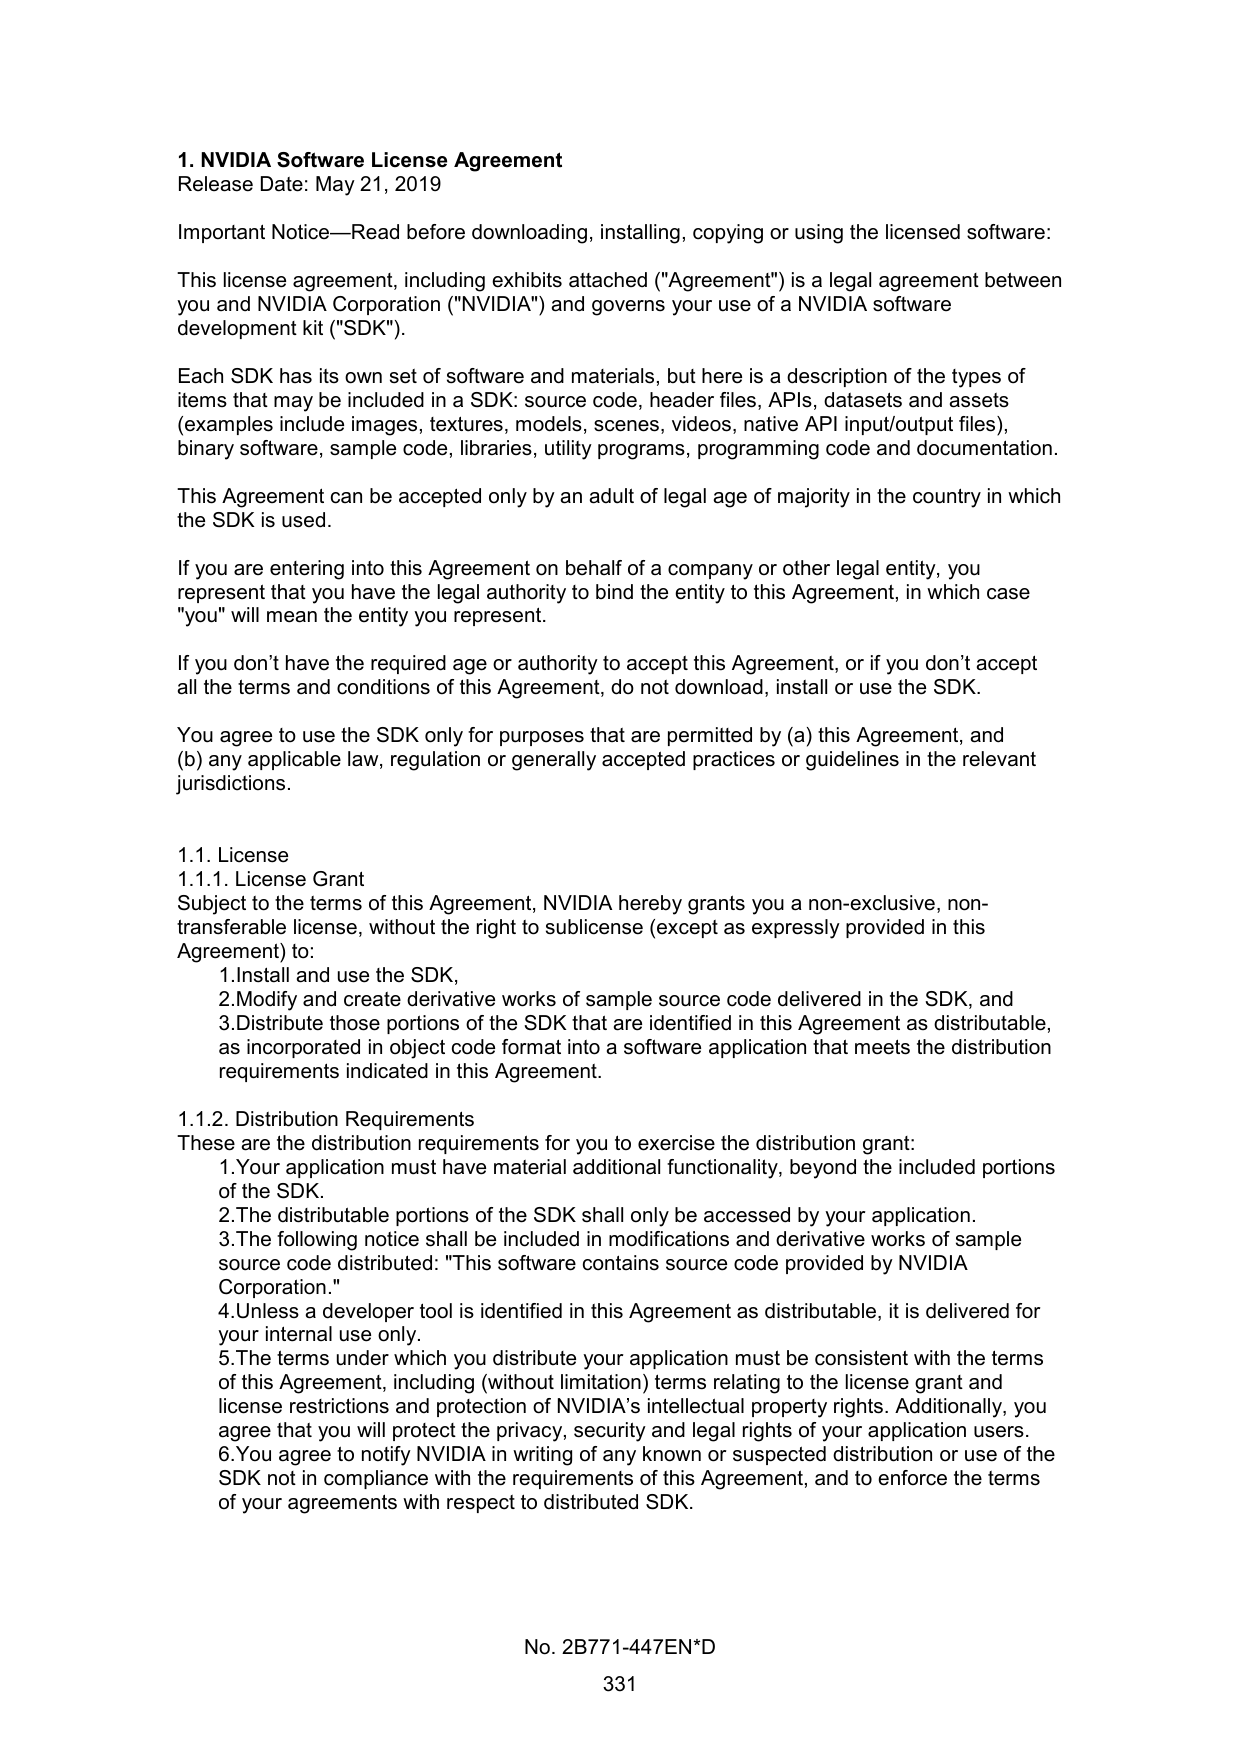 1. NVIDIA Software License Agreement
Release Date: May 21, 2019
Important Notice—Read before downloading, installing, copying or using the licensed software:
This license agreement, including exhibits attached ("Agreement") is a legal agreement between
you and NVIDIA Corporation ("NVIDIA") and governs your use of a NVIDIA software
development kit ("SDK").
Each SDK has its own set of software and materials, but here is a description of the types of
items that may be included in a SDK: source code, header files, APIs, datasets and assets
(examples include images, textures, models, scenes, videos, native API input/output files),
binary software, sample code, libraries, utility programs, programming code and documentation.
This Agreement can be accepted only by an adult of legal age of majority in the country in which
the SDK is used.
If you are entering into this Agreement on behalf of a company or other legal entity, you
represent that you have the legal authority to bind the entity to this Agreement, in which case
"you" will mean the entity you represent.
If you don’t have the required age or authority to accept this Agreement, or if you don’t accept
all the terms and conditions of this Agreement, do not download, install or use the SDK.
You agree to use the SDK only for purposes that are permitted by (a) this Agreement, and
(b) any applicable law, regulation or generally accepted practices or guidelines in the relevant
jurisdictions.
1.1. License
1.1.1. License Grant
Subject to the terms of this Agreement, NVIDIA hereby grants you a non-exclusive, non-
transferable license, without the right to sublicense (except as expressly provided in this
Agreement) to:
1.Install and use the SDK,
2.Modify and create derivative works of sample source code delivered in the SDK, and
3.Distribute those portions of the SDK that are identified in this Agreement as distributable,
as incorporated in object code format into a software application that meets the distribution
requirements indicated in this Agreement.
1.1.2. Distribution Requirements
These are the distribution requirements for you to exercise the distribution grant:
1.Your application must have material additional functionality, beyond the included portions
of the SDK.
2.The distributable portions of the SDK shall only be accessed by your application.
3.The following notice shall be included in modifications and derivative works of sample
source code distributed: "This software contains source code provided by NVIDIA
Corporation."
4.Unless a developer tool is identified in this Agreement as distributable, it is delivered for
your internal use only.
5.The terms under which you distribute your application must be consistent with the terms
of this Agreement, including (without limitation) terms relating to the license grant and
license restrictions and protection of NVIDIA’s intellectual property rights. Additionally, you
agree that you will protect the privacy, security and legal rights of your application users.
6.You agree to notify NVIDIA in writing of any known or suspected distribution or use of the
SDK not in compliance with the requirements of this Agreement, and to enforce the terms
of your agreements with respect to distributed SDK.
No. 2B771-447EN*D
331